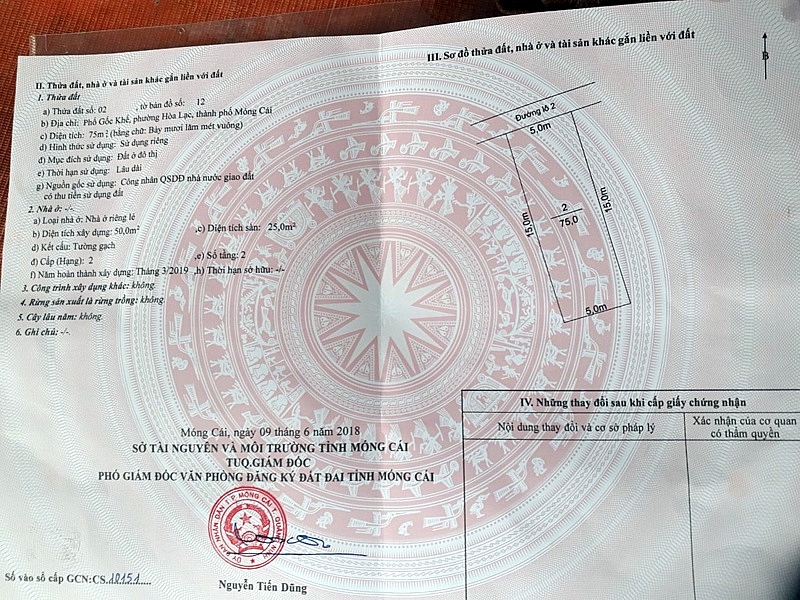 II. Thửa đất, nhà ở và tài sản khác gắn liền với đất
1. Thửa đất
a) Thửa đất số: 02 , tờ bản đồ số: 12
b) Địa chỉ: Phố Gốc Khế, phường Hòa Lạc, thành phố Móng Cái
c) Diện tích: 75m² (bằng chữ: Bảy mươi lăm mét vuông)
d) Hình thức sử dụng: Sử dụng riêng
đ) Mục đích sử dụng: Đất ở đô thị
e) Thời hạn sử dụng: Lâu dài
g) Nguồn gốc sử dụng: Công nhân QSDĐ nhà nước giao đất
có thu tiền sử dụng đất
2. Nhà ở: -/-
a) Loại nhà ở: Nhà ở riêng lẻ
b) Diện tích xây dựng: 50,0m² ,c) Diện tích sàn: 25,0m²
d) Kết cấu: Tường gạch
,e) Số tầng: 2
đ) Cấp (Hạng): 2
f) Năm hoàn thành xây dựng: Tháng 3/2019 ,h) Thời hạn sở hữu: -/-
3. Công trình xây dựng khác: không.
4. Rừng sản xuất là rừng trồng: không.
5. Cây lâu năm: không.
6. Ghi chú: -/-.
Móng Cái, ngày 09 tháng 6 năm 2018
SỞ TÀI NGUYÊN VÀ MÔI TRƯỜNG TỈNH MÓNG CÁI
TUQ.GIÁM ĐỐC
PHÓ GIÁM ĐỐC VĂN PHÒNG ĐĂNG KÝ ĐẤT ĐAI TỈNH MÓNG CÁI
ỦY BAN NHÂN DÂN T.P MÓNG CÁI T. QUẢNG NINH
Nguyễn Tiến Dũng
Số vào sổ cấp GCN:CS.10151....
III. Sơ đồ thửa đất, nhà ở và tài sản khác gắn liền với đất
B
Đường lô 2
5.0m
15.0m
2
75,0
15.0m
5.0m
IV. Những thay đổi sau khi cấp giấy chứng nhận
Nội dung thay đổi và cơ sở pháp lý
Xác nhận của cơ quan
có thẩm quyền